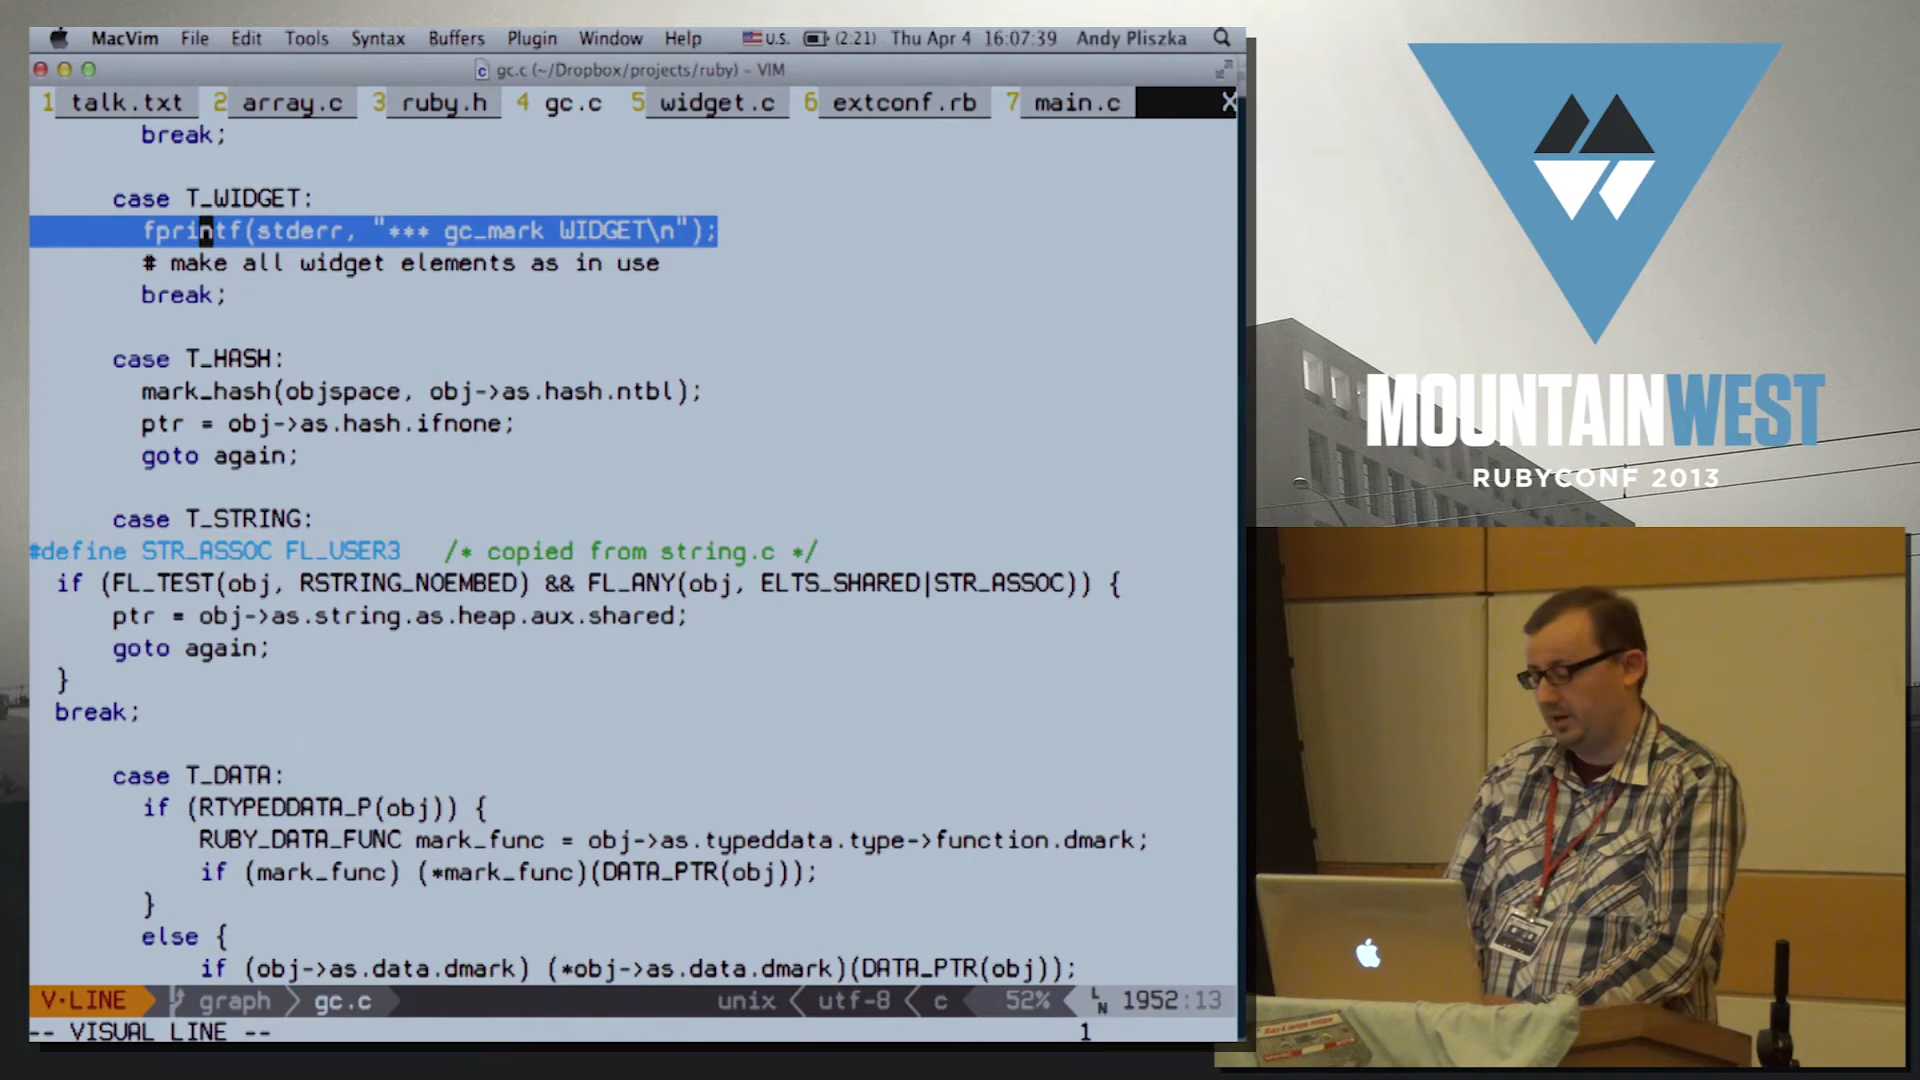 MacVim File Edit Tools Syntax Buffers Plugin Window Help U.S. (2:21) Thu Apr 4 16:07:39 Andy Pliszka
gc.c (~/Dropbox/projects/ruby) - VIM
1 talk.txt 2 array.c 3 ruby.h 4 gc.c 5 widget.c 6 extconf.rb 7 main.c X
break;
case T_WIDGET:
fprintf(stderr, "*** gc_mark WIDGET\n");
# make all widget elements as in use
break;
case T_HASH:
mark_hash(objspace, obj->as.hash.ntbl);
ptr = obj->as.hash.ifnone;
goto again;
case T_STRING:
#define STR_ASSOC FL_USER3 /* copied from string.c */
if (FL_TEST(obj, RSTRING_NOEMBED) && FL_ANY(obj, ELTS_SHARED|STR_ASSOC)) {
ptr = obj->as.string.as.heap.aux.shared;
goto again;
}
break;
case T_DATA:
if (RTYPEDDATA_P(obj)) {
RUBY_DATA_FUNC mark_func = obj->as.typeddata.type->function.dmark;
if (mark_func) (*mark_func)(DATA_PTR(obj));
}
else {
if (obj->as.data.dmark) (*obj->as.data.dmark)(DATA_PTR(obj));
V·LINE graph gc.c unix utf-8 c 52% LN 1952:13
-- VISUAL LINE -- 1
MOUNTAINWEST
RUBYCONF 2013